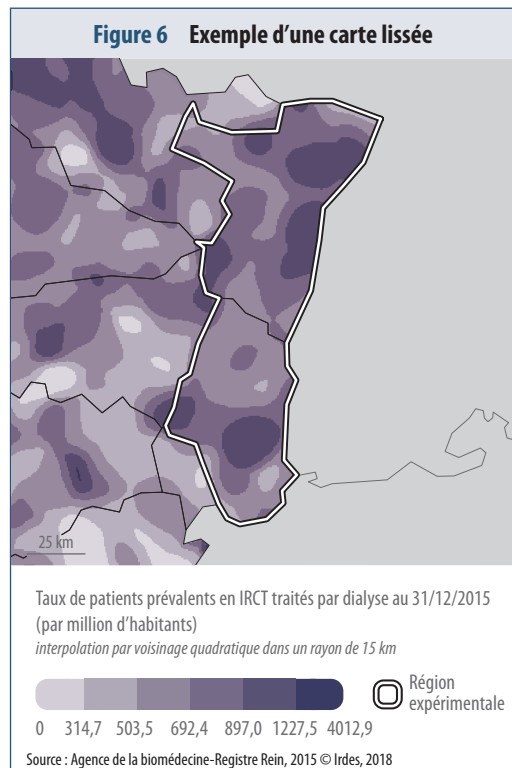 Figure 6 Exemple d'une carte lissée
25 km
Taux de patients prévalents en IRCT traités par dialyse au 31/12/2015
(par million d'habitants)
interpolation par voisinage quadratique dans un rayon de 15 km
Région
expérimentale
0 314,7 503,5 692,4 897,0 1227,5 4012,9
Source : Agence de la biomédecine-Registre Rein, 2015 © Irdes, 2018